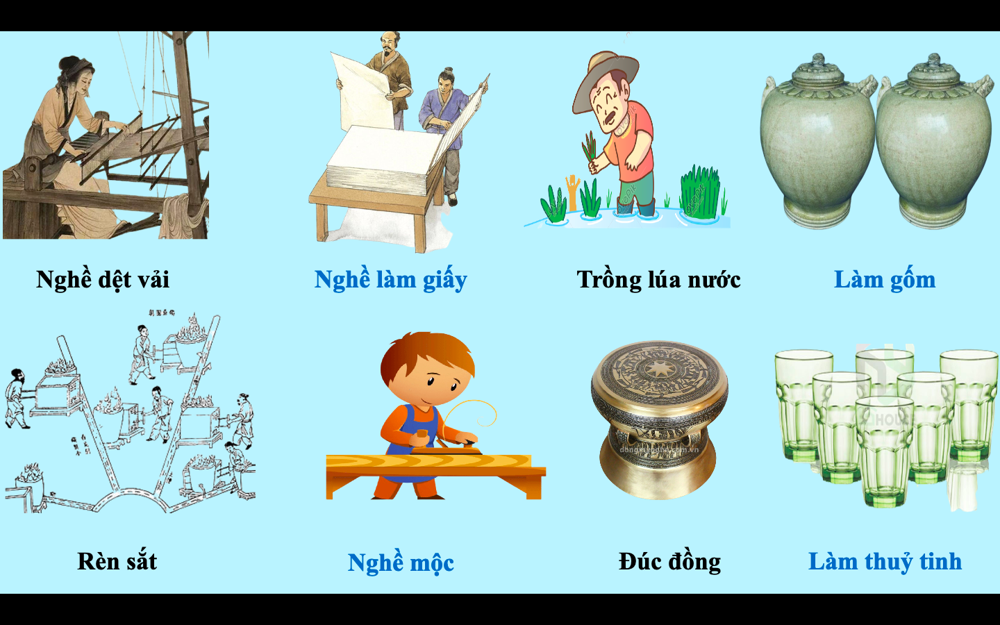 Nghề dệt vải
Nghề làm giấy
Trồng lúa nước
Làm gốm
Rèn sắt
Nghề mộc
Đúc đồng
Làm thuỷ tinh